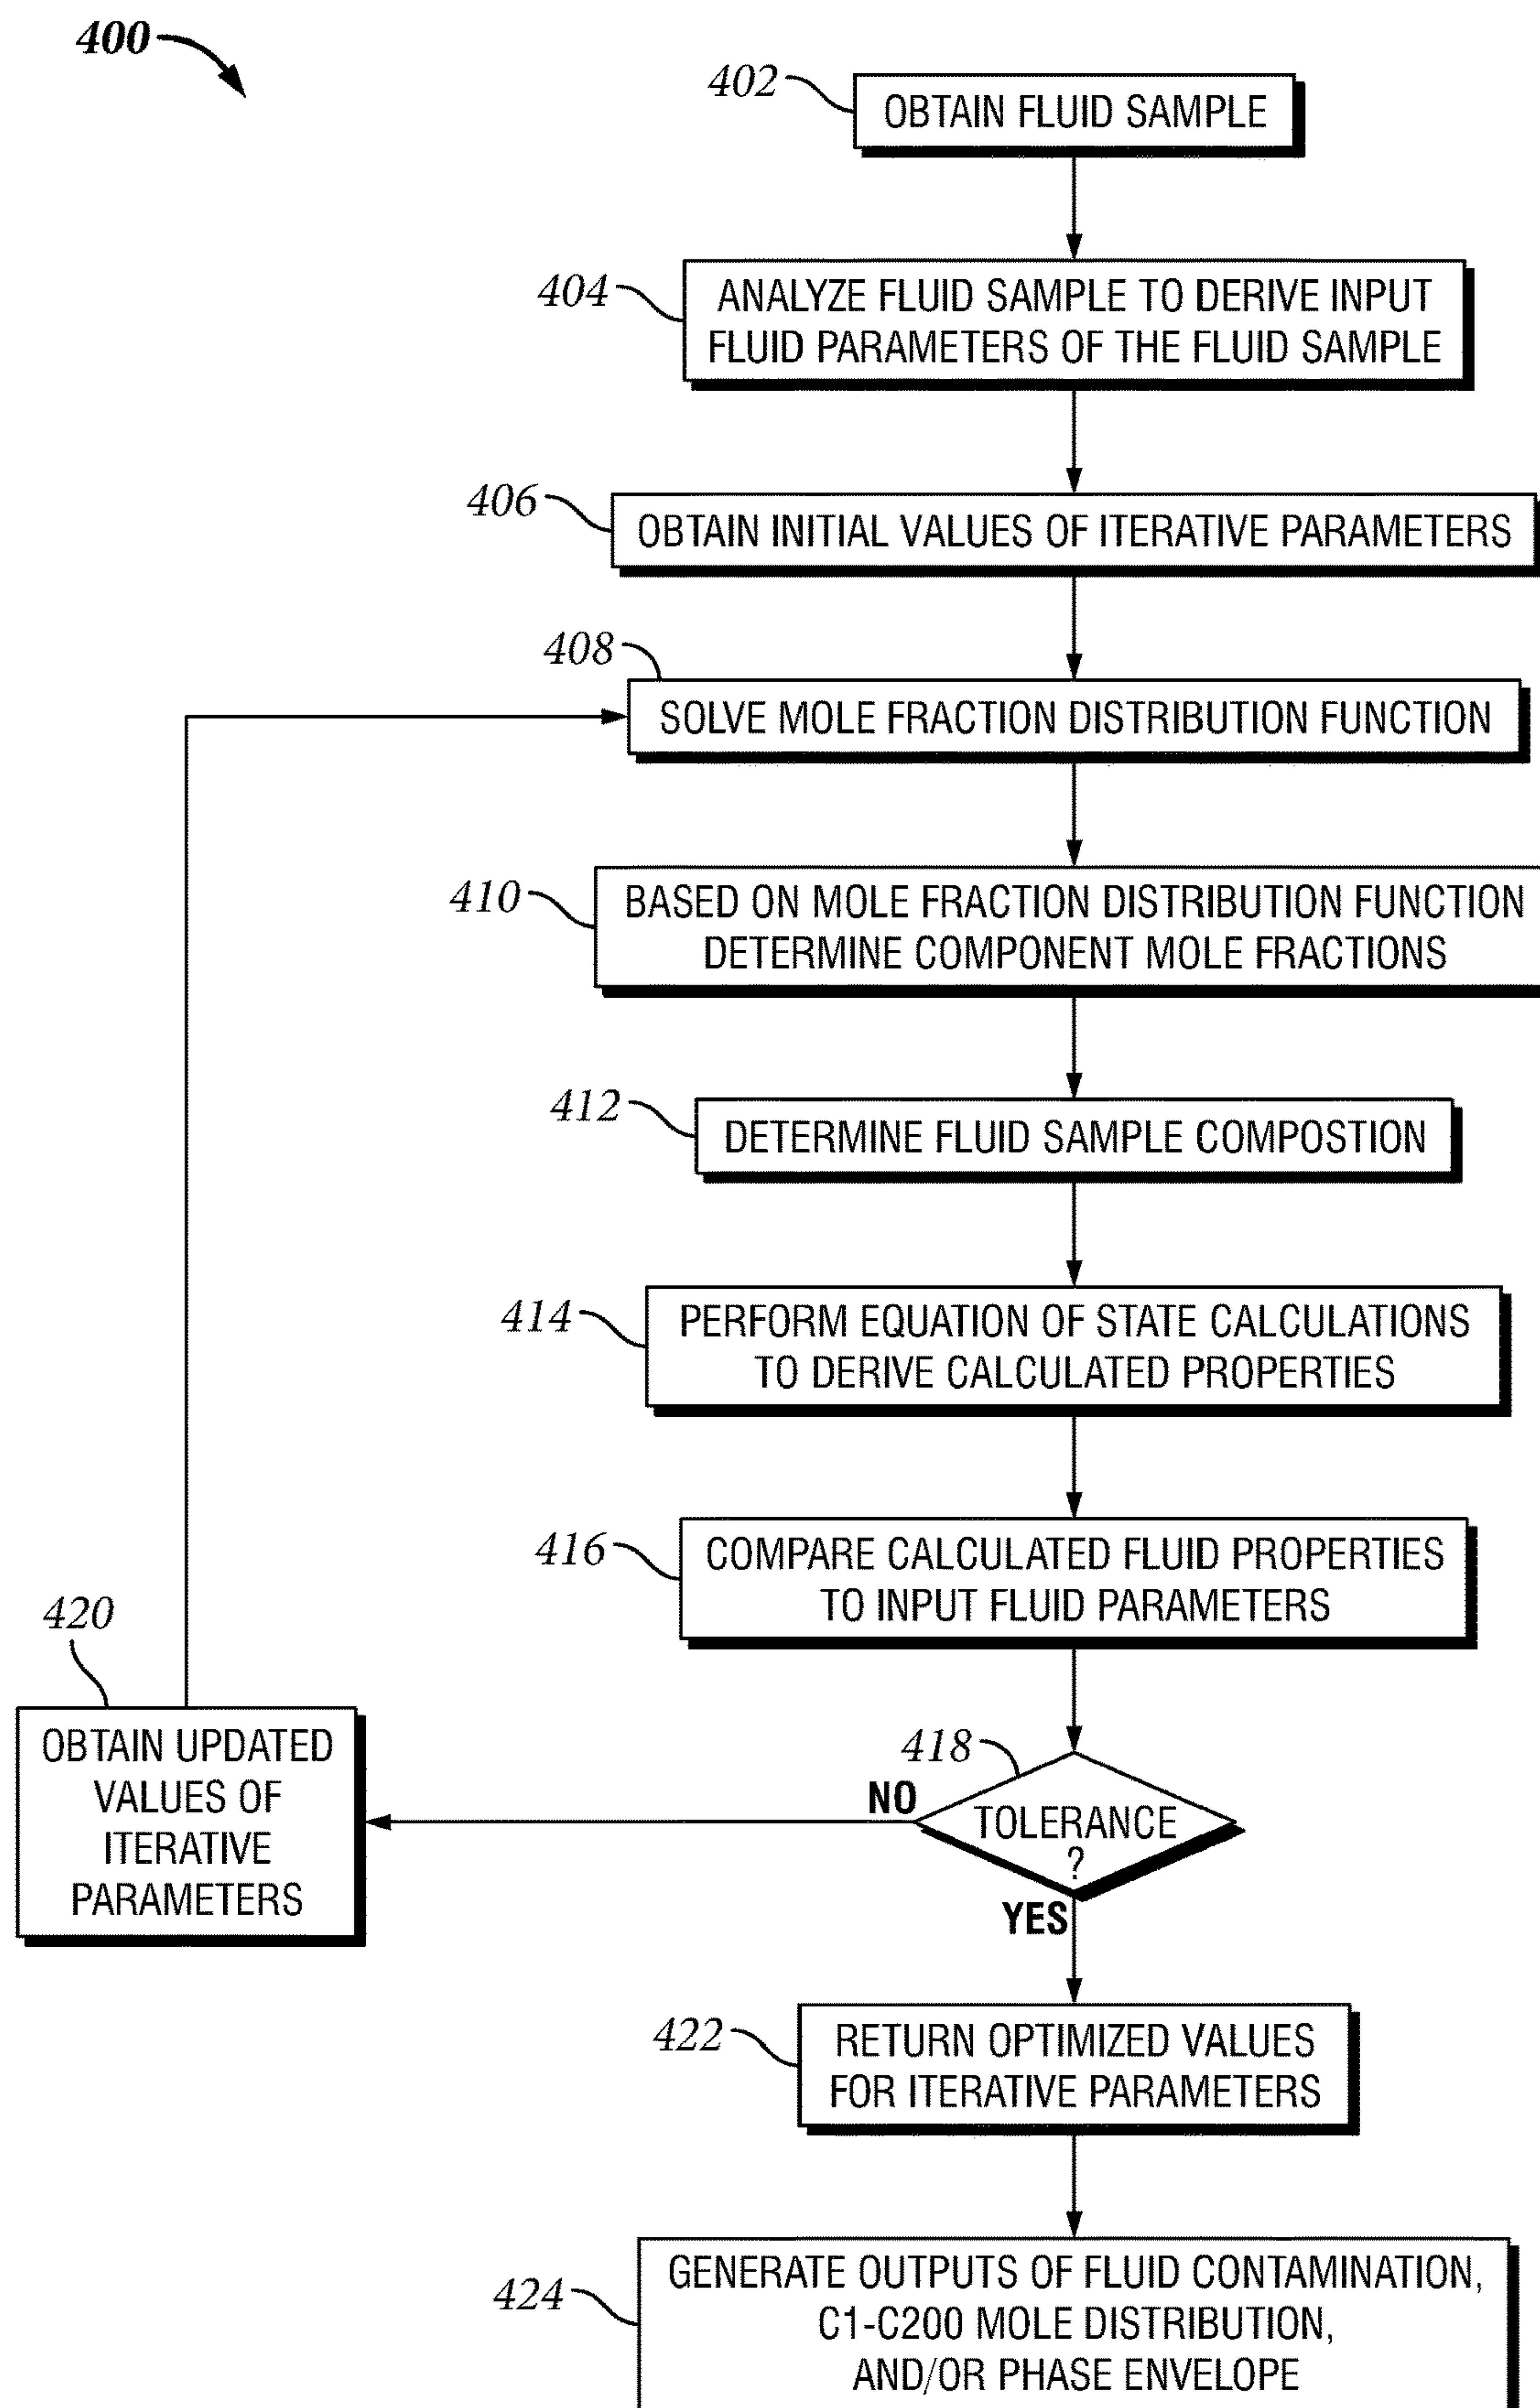 400
402
OBTAIN FLUID SAMPLE
404
ANALYZE FLUID SAMPLE TO DERIVE INPUT
FLUID PARAMETERS OF THE FLUID SAMPLE
406
OBTAIN INITIAL VALUES OF ITERATIVE PARAMETERS
408
SOLVE MOLE FRACTION DISTRIBUTION FUNCTION
410
BASED ON MOLE FRACTION DISTRIBUTION FUNCTION
DETERMINE COMPONENT MOLE FRACTIONS
412
DETERMINE FLUID SAMPLE COMPOSTION
414
PERFORM EQUATION OF STATE CALCULATIONS
TO DERIVE CALCULATED PROPERTIES
416
COMPARE CALCULATED FLUID PROPERTIES
TO INPUT FLUID PARAMETERS
418
TOLERANCE
?
NO
YES
420
OBTAIN UPDATED
VALUES OF
ITERATIVE
PARAMETERS
422
RETURN OPTIMIZED VALUES
FOR ITERATIVE PARAMETERS
424
GENERATE OUTPUTS OF FLUID CONTAMINATION,
C1-C200 MOLE DISTRIBUTION,
AND/OR PHASE ENVELOPE